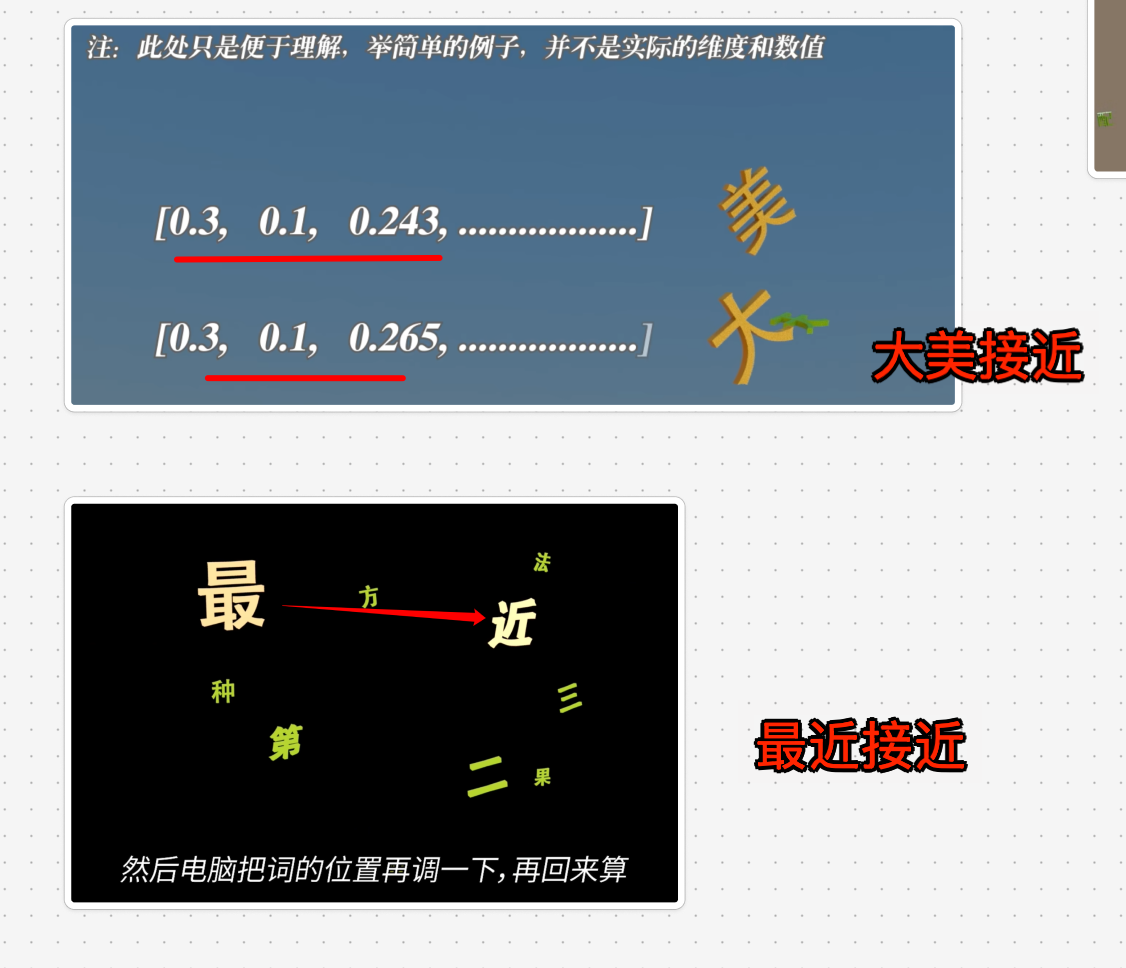 注：此处只是便于理解，举简单的例子，并不是实际的维度和数值
[0.3, 0.1, 0.243, ..................]
美
[0.3, 0.1, 0.265, ..................]
大
大美接近
最
方
法
近
种
第
三
二
果
最近接近
然后电脑把词的位置再调一下，再回来算